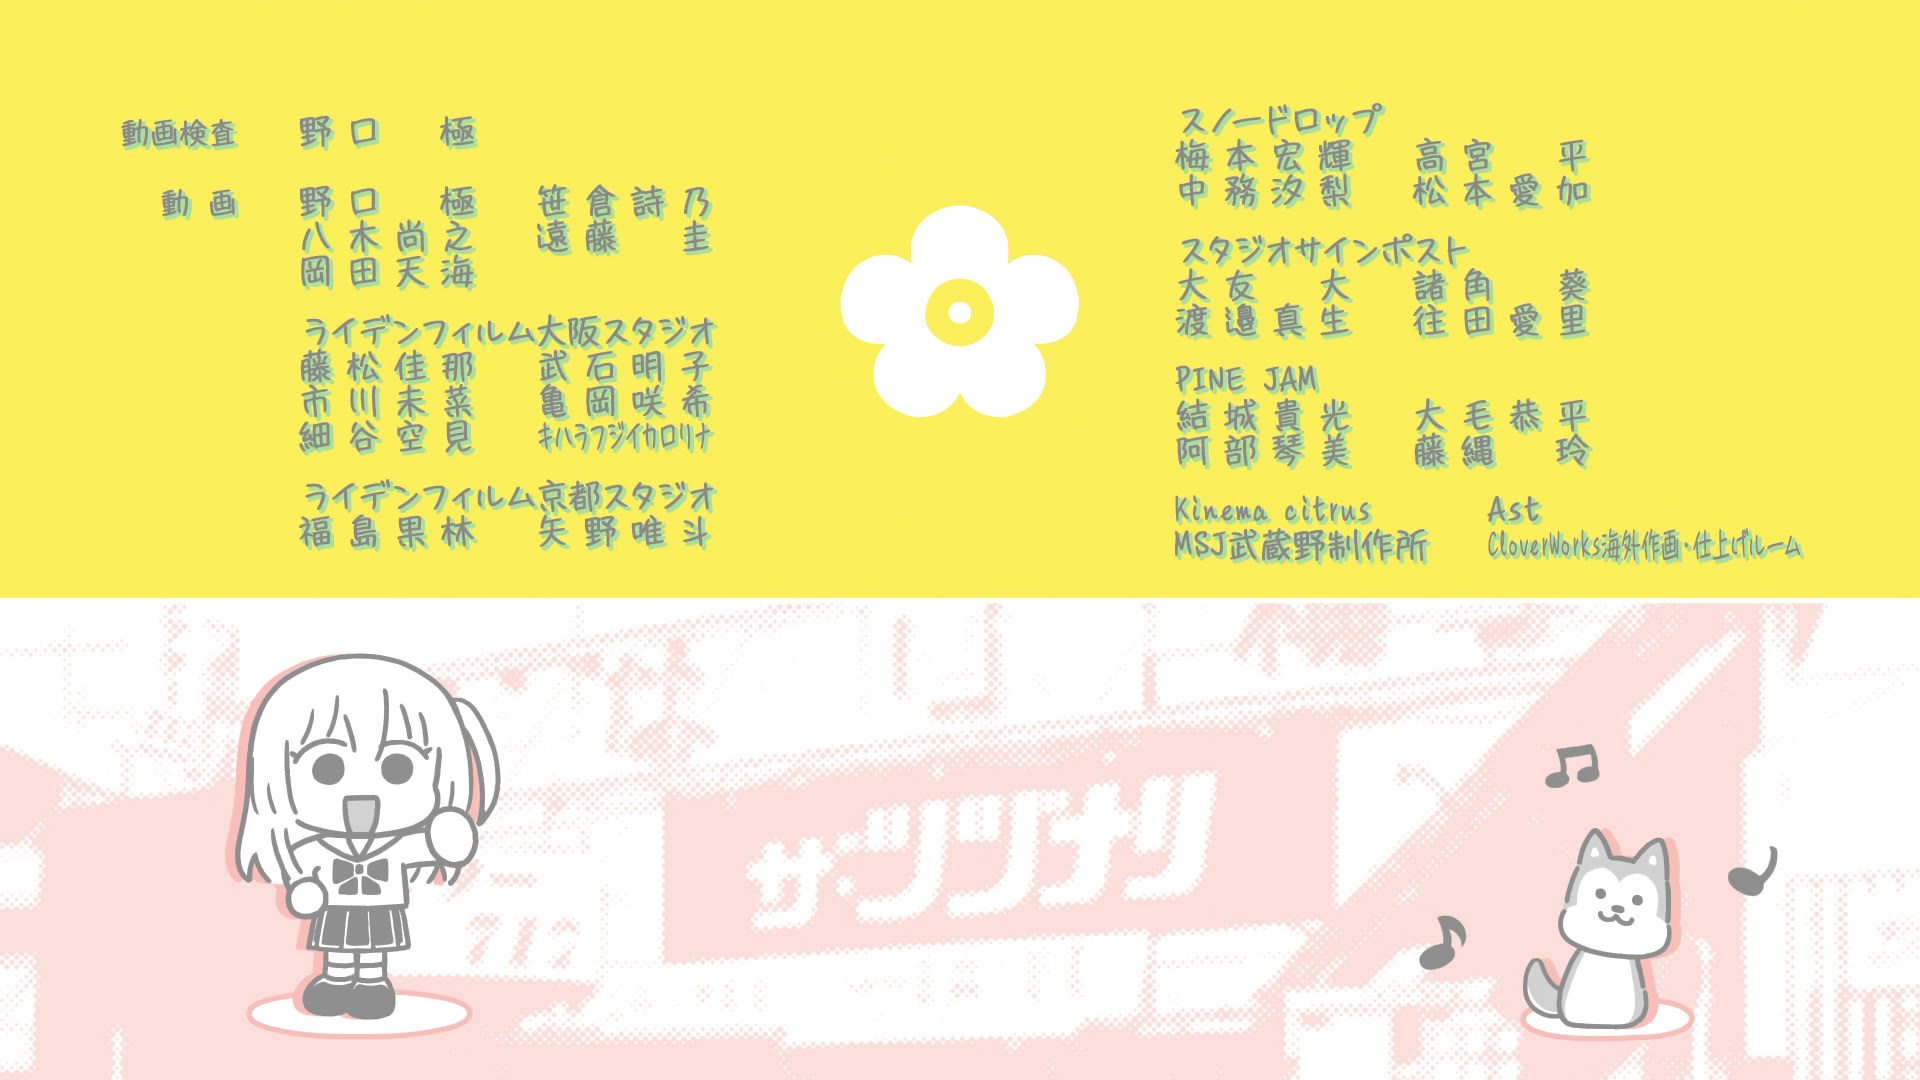 動画検査 野口 極
動画 野口 極 笹倉詩乃
八木尚之 遠藤 圭
岡田天海
ライデンフィルム大阪スタジオ
藤松佳那 武石明子
市川未菜 亀岡咲希
細谷空見 キハラフジイカロリナ
ライデンフィルム京都スタジオ
福島果林 矢野唯斗
スノードロップ
梅本宏輝 高宮 平
中務汐梨 松本愛加
スタジオサインポスト
大友 大 諸角 葵
渡邉真生 往田愛里
PINE JAM
結城貴光 大毛恭平
阿部琴美 藤縄 玲
Kinema citrus Ast
MSJ武蔵野制作所 CloverWorks海外作画・仕上げルーム
サツツナリ